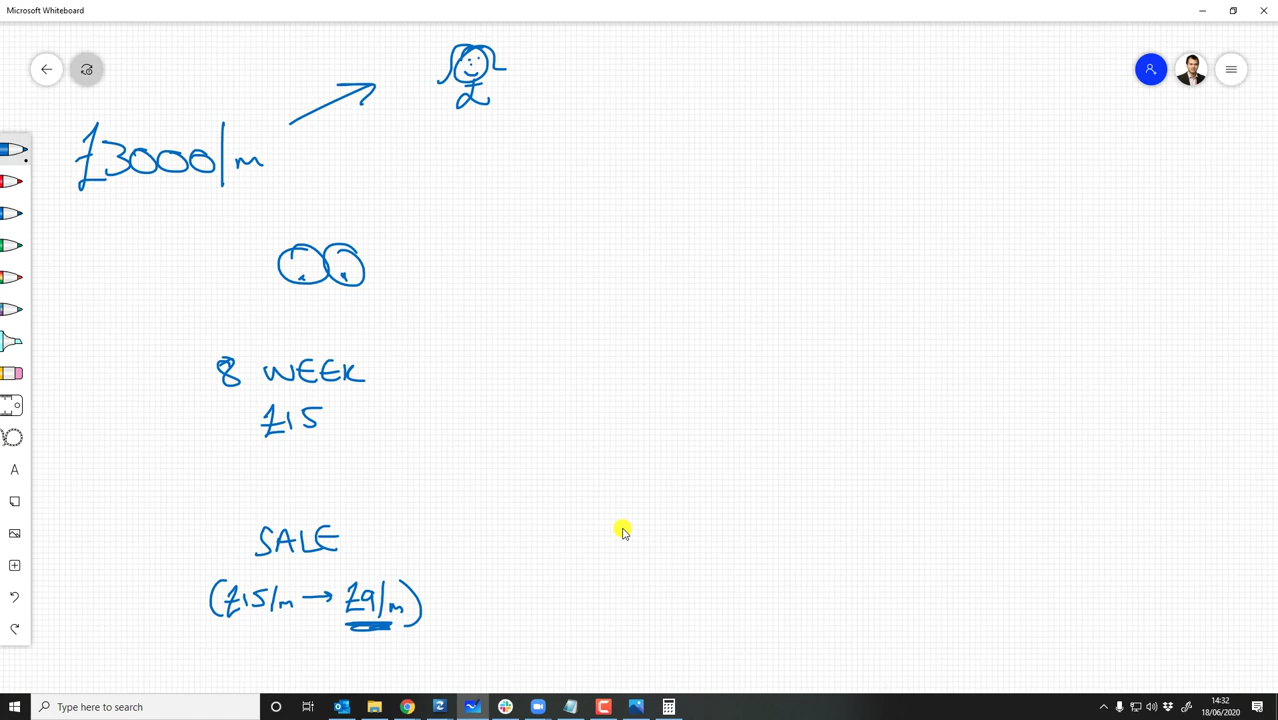 Microsoft Whiteboard
£3000/m
£
8 WEEK
£15
SALE
(£15/m → £9/m)
A
Type here to search
14:32
18/06/2020